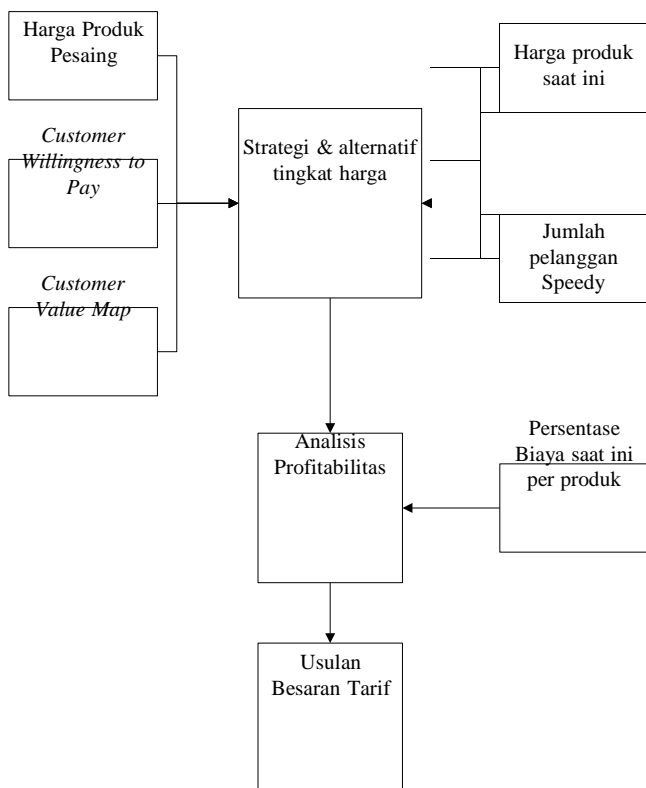 Harga Produk
Pesaing
Customer
Willingness to
Pay
Customer
Value Map
Strategi & alternatif
tingkat harga
Harga produk
saat ini
Jumlah
pelanggan
Speedy
Analisis
Profitabilitas
Persentase
Biaya saat ini
per produk
Usulan
Besaran Tarif